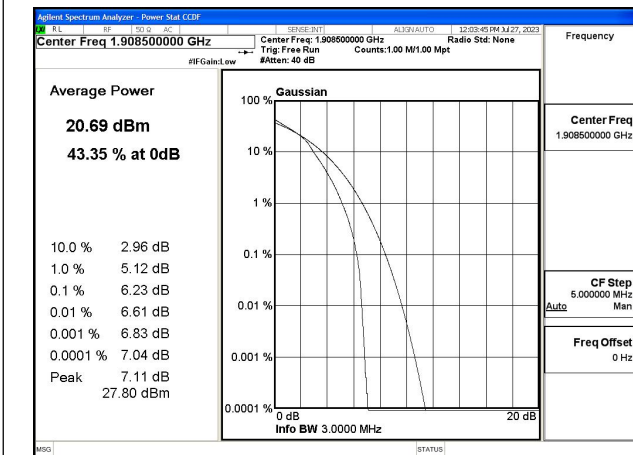 Agilent Spectrum Analyzer - Power Stat CCDF
RL RF 50 Ω AC SENSE:INT ALIGN AUTO 12:03:45 PM Jul 27, 2023
Center Freq 1.908500000 GHz
Center Freq: 1.908500000 GHz Radio Std: None
Trig: Free Run Counts:1.00 M/1.00 Mpt
#IFGain:Low #Atten: 40 dB
Frequency
Average Power
20.69 dBm
43.35 % at 0dB
10.0 % 2.96 dB
1.0 % 5.12 dB
0.1 % 6.23 dB
0.01 % 6.61 dB
0.001 % 6.83 dB
0.0001 % 7.04 dB
Peak 7.11 dB
27.80 dBm
Gaussian
100 %
10 %
1 %
0.1 %
0.01 %
0.001 %
0.0001 %
0 dB 20 dB
Info BW 3.0000 MHz
Center Freq
1.908500000 GHz
CF Step
5.000000 MHz
Auto Man
Freq Offset
0 Hz
MSG STATUS